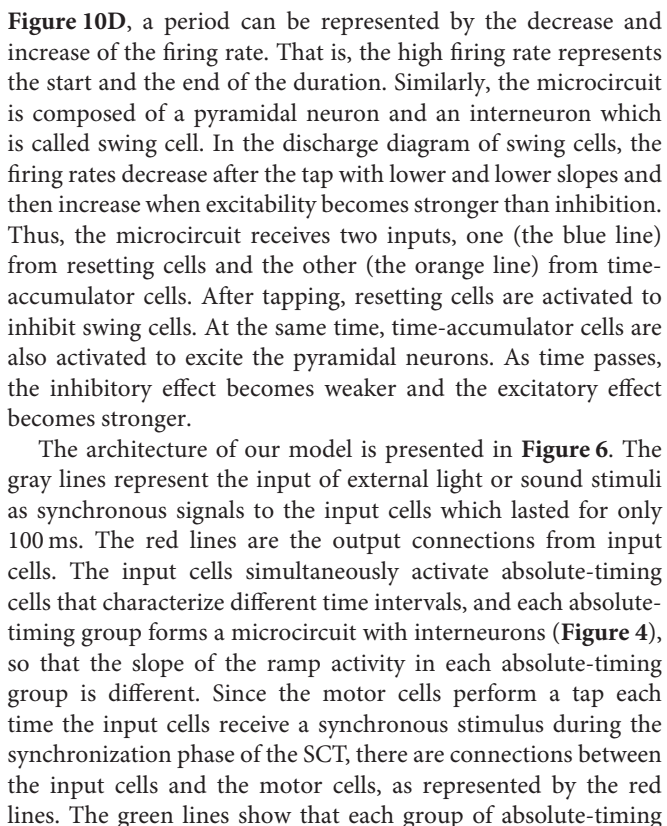 Figure 10D, a period can be represented by the decrease and
increase of the firing rate. That is, the high firing rate represents
the start and the end of the duration. Similarly, the microcircuit
is composed of a pyramidal neuron and an interneuron which
is called swing cell. In the discharge diagram of swing cells, the
firing rates decrease after the tap with lower and lower slopes and
then increase when excitability becomes stronger than inhibition.
Thus, the microcircuit receives two inputs, one (the blue line)
from resetting cells and the other (the orange line) from time-
accumulator cells. After tapping, resetting cells are activated to
inhibit swing cells. At the same time, time-accumulator cells are
also activated to excite the pyramidal neurons. As time passes,
the inhibitory effect becomes weaker and the excitatory effect
becomes stronger.
The architecture of our model is presented in Figure 6. The
gray lines represent the input of external light or sound stimuli
as synchronous signals to the input cells which lasted for only
100 ms. The red lines are the output connections from input
cells. The input cells simultaneously activate absolute-timing
cells that characterize different time intervals, and each absolute-
timing group forms a microcircuit with interneurons (Figure 4),
so that the slope of the ramp activity in each absolute-timing
group is different. Since the motor cells perform a tap each
time the input cells receive a synchronous stimulus during the
synchronization phase of the SCT, there are connections between
the input cells and the motor cells, as represented by the red
lines. The green lines show that each group of absolute-timing